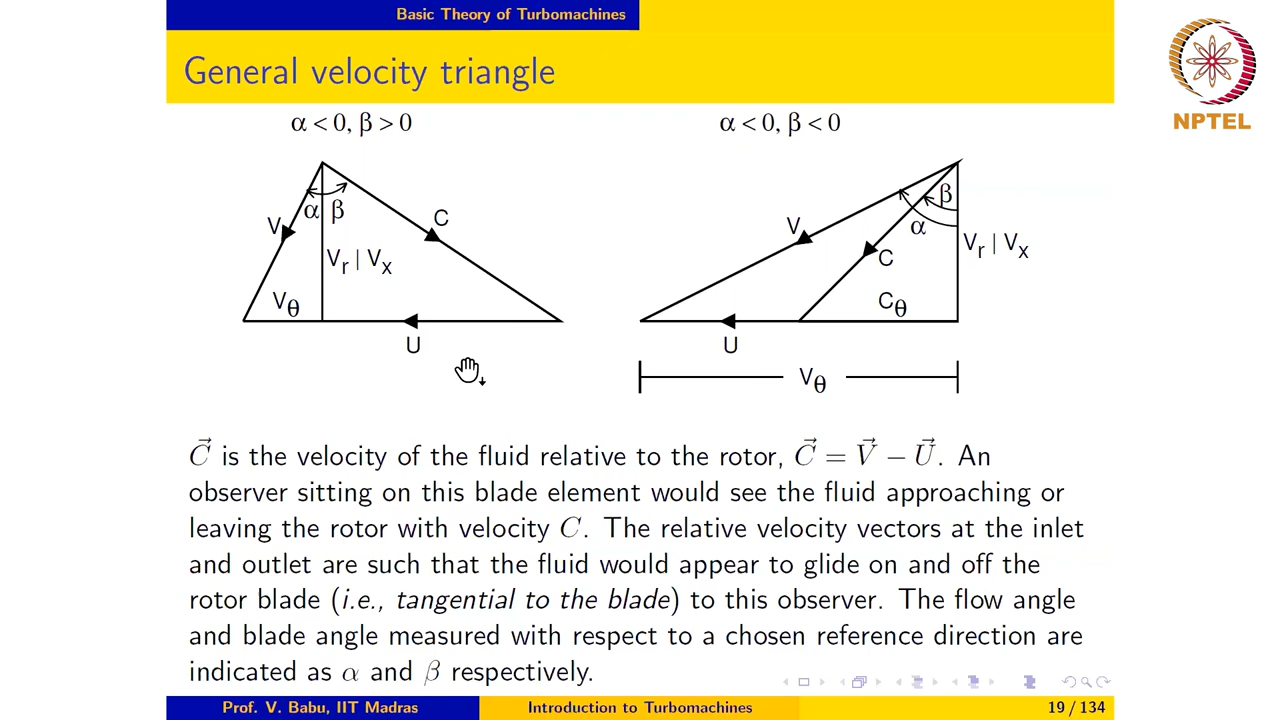 Basic Theory of Turbomachines
General velocity triangle
NPTEL
α < 0, β > 0
α < 0, β < 0
V
α
β
C
Vr | Vx
Vθ
U
V
β
α
C
Vr | Vx
Cθ
U
Vθ
C⃗ is the velocity of the fluid relative to the rotor, C⃗ = V⃗ − U⃗. An
observer sitting on this blade element would see the fluid approaching or
leaving the rotor with velocity C. The relative velocity vectors at the inlet
and outlet are such that the fluid would appear to glide on and off the
rotor blade (i.e., tangential to the blade) to this observer. The flow angle
and blade angle measured with respect to a chosen reference direction are
indicated as α and β respectively.
Prof. V. Babu, IIT Madras
Introduction to Turbomachines
19 / 134